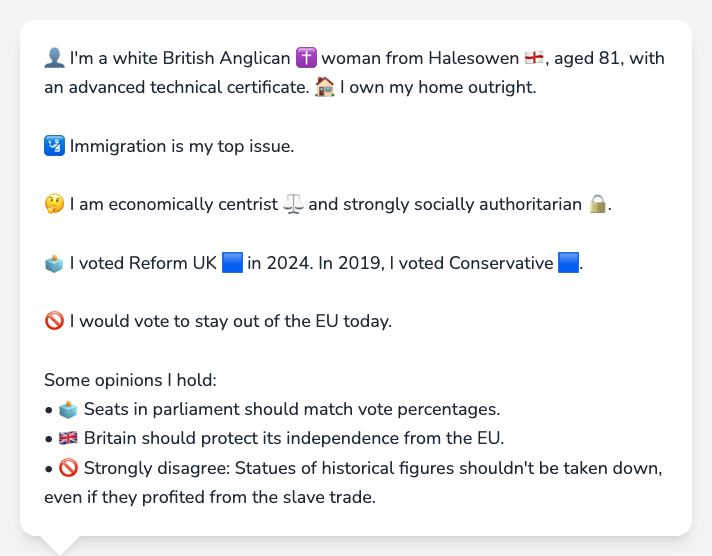 👤 I'm a white British Anglican ✝️ woman from Halesowen 🏴󠁧󠁢󠁥󠁮󠁧󠁿, aged 81, with
an advanced technical certificate. 🏠 I own my home outright.
🛂 Immigration is my top issue.
🤔 I am economically centrist ⚖️ and strongly socially authoritarian 🔒.
🗳️ I voted Reform UK 🟦 in 2024. In 2019, I voted Conservative 🟦.
🚫 I would vote to stay out of the EU today.
Some opinions I hold:
• 🗳️ Seats in parliament should match vote percentages.
• 🇬🇧 Britain should protect its independence from the EU.
• 🚫 Strongly disagree: Statues of historical figures shouldn't be taken down,
even if they profited from the slave trade.